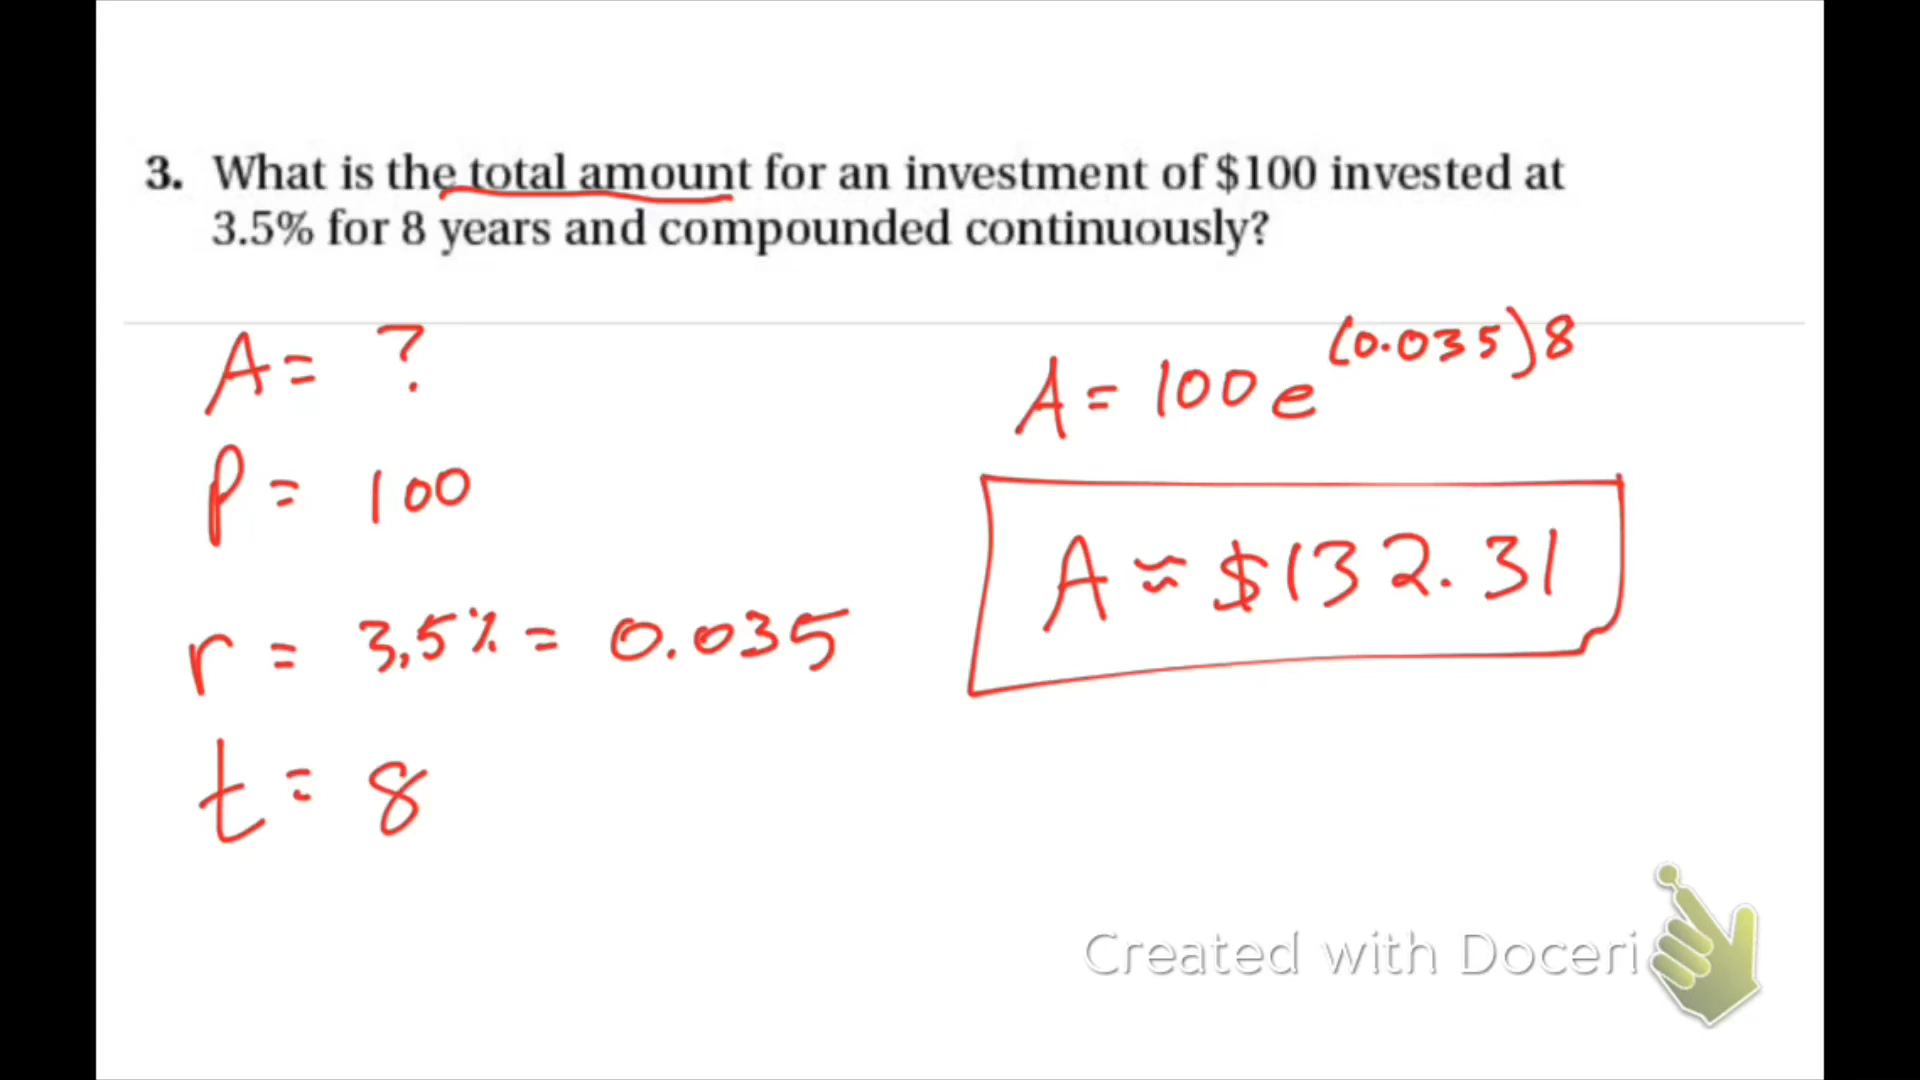 3. What is the total amount for an investment of $100 invested at
3.5% for 8 years and compounded continuously?
A = ?
P = 100
r = 3.5% = 0.035
t = 8
A = 100e^(0.035)8
A ≈ $132.31
Created with Doceri